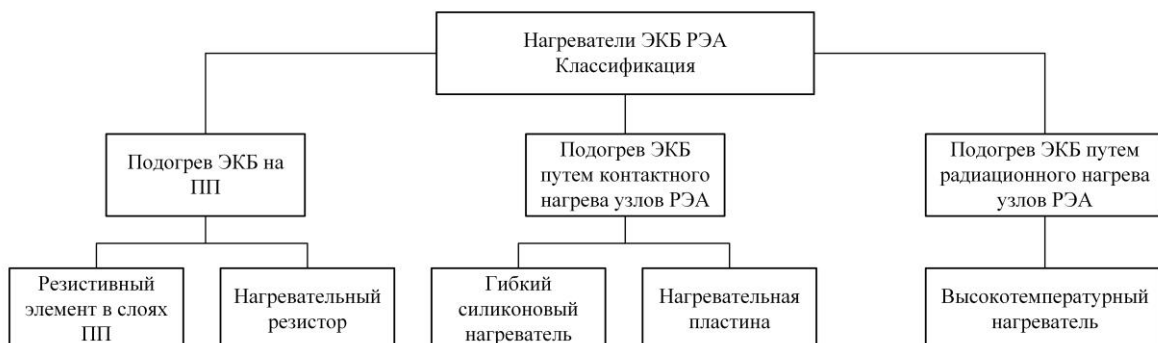 Нагреватели ЭКБ РЭА
Классификация
Подогрев ЭКБ на
ПП
Подогрев ЭКБ
путем контактного
нагрева узлов РЭА
Подогрев ЭКБ путем
радиационного нагрева
узлов РЭА
Резистивный
элемент в слоях
ПП
Нагревательный
резистор
Гибкий
силиконовый
нагреватель
Нагревательная
пластина
Высокотемпературный
нагреватель